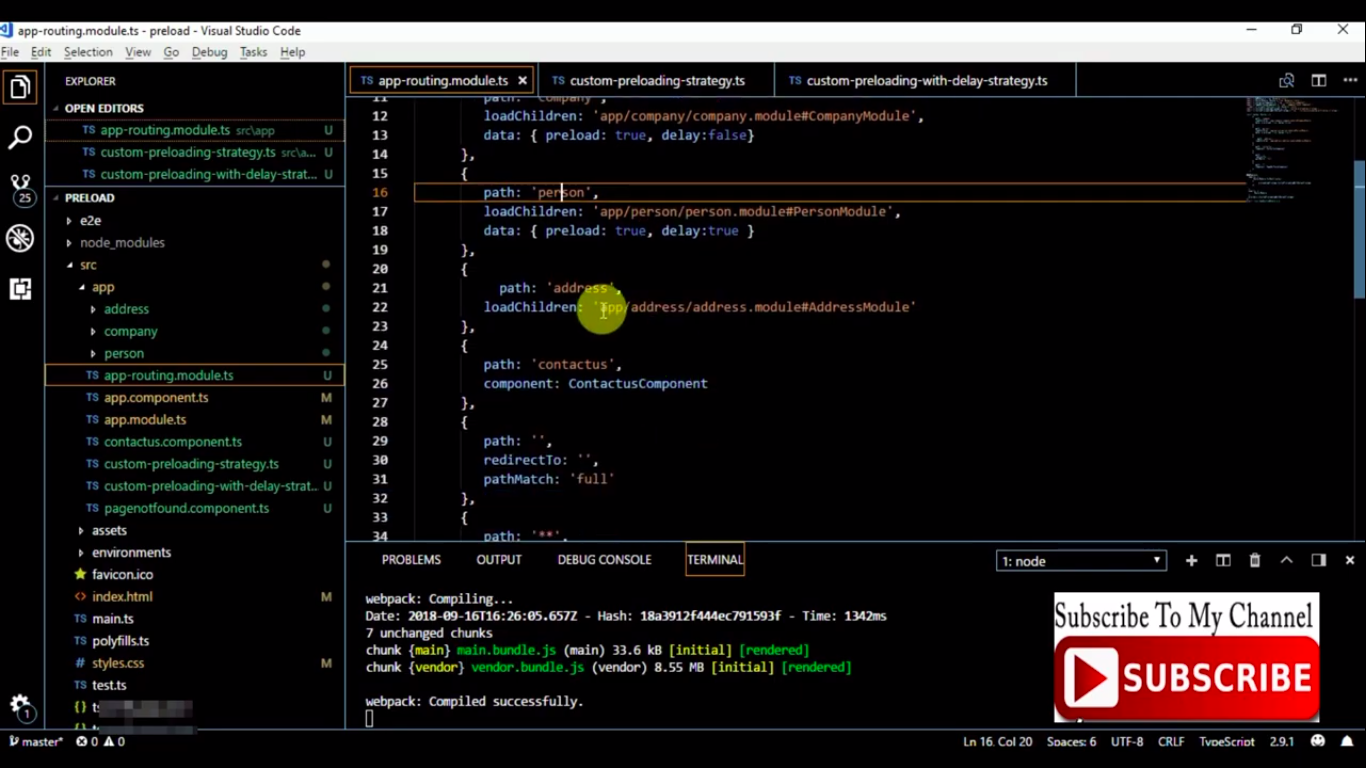 app-routing.module.ts - preload - Visual Studio Code
File Edit Selection View Go Debug Tasks Help
EXPLORER
OPEN EDITORS
TS app-routing.module.ts src\app U
TS custom-preloading-strategy.ts src\a... U
TS custom-preloading-with-delay-strat... U
PRELOAD
e2e
node_modules
src
app
address
company
person
TS app-routing.module.ts U
TS app.component.ts M
TS app.module.ts M
TS contactus.component.ts U
TS custom-preloading-strategy.ts U
TS custom-preloading-with-delay-strat... U
TS pagenotfound.component.ts U
assets
environments
favicon.ico
<> index.html M
TS main.ts
TS polyfills.ts
TS styles.css M
TS test.ts
{} ts
25
1
TS app-routing.module.ts
TS custom-preloading-strategy.ts
TS custom-preloading-with-delay-strategy.ts
11 path: 'company',
12 loadChildren: 'app/company/company.module#CompanyModule',
13 data: { preload: true, delay:false}
14 },
15 {
16 path: 'person',
17 loadChildren: 'app/person/person.module#PersonModule',
18 data: { preload: true, delay:true }
19 },
20 {
21 path: 'address',
22 loadChildren: 'app/address/address.module#AddressModule'
23 },
24 {
25 path: 'contactus',
26 component: ContactusComponent
27 },
28 {
29 path: '',
30 redirectTo: '',
31 pathMatch: 'full'
32 },
33 {
34 path: '**',
PROBLEMS OUTPUT DEBUG CONSOLE TERMINAL 1: node
webpack: Compiling...
Date: 2018-09-16T16:26:05.657Z - Hash: 18a3912f444ec791593f - Time: 1342ms
7 unchanged chunks
chunk {main} main.bundle.js (main) 33.6 kB [initial] [rendered]
chunk {vendor} vendor.bundle.js (vendor) 8.55 MB [initial] [rendered]
webpack: Compiled successfully.
Subscribe To My Channel
SUBSCRIBE
master* 0 0 Ln 16, Col 20 Spaces: 6 UTF-8 CRLF TypeScript 2.9.1